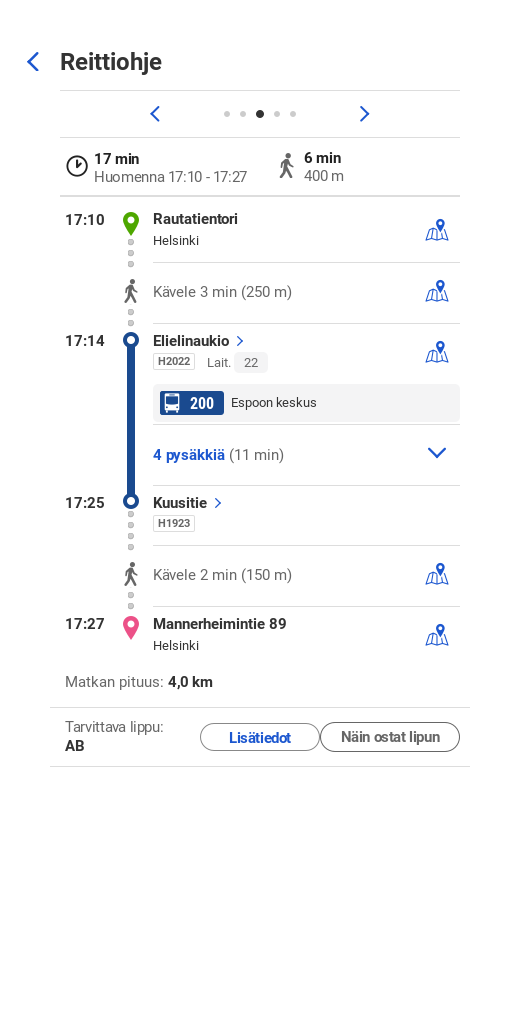 Reittiohje
17 min
Huomenna 17:10 - 17:27
6 min
400 m
17:10 Rautatientori
Helsinki
Kävele 3 min (250 m)
17:14 Elielinaukio
H2022 Lait. 22
200 Espoon keskus
4 pysäkkiä (11 min)
17:25 Kuusitie
H1923
Kävele 2 min (150 m)
17:27 Mannerheimintie 89
Helsinki
Matkan pituus: 4,0 km
Tarvittava lippu:
AB
Lisätiedot
Näin ostat lipun